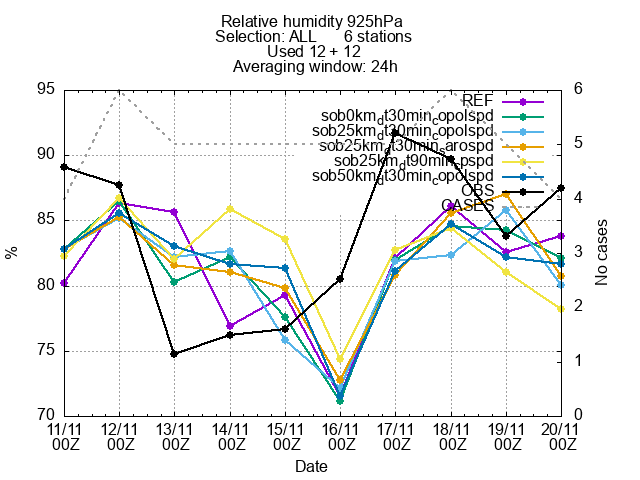 Relative humidity 925hPa
Selection: ALL 6 stations
Used 12 + 12
Averaging window: 24h
95
90
85
80
75
70
%
6
5
4
3
2
1
0
No cases
REF
sob0km_dt30min_copolspd
sob25km_dt30min_copolspd
sob25km_dt30min_sarospd
sob25km_dt90min_cpspd
sob50km_dt30min_copolspd
OBS
CASES
11/11 12/11 13/11 14/11 15/11 16/11 17/11 18/11 19/11 20/11
00Z 00Z 00Z 00Z 00Z 00Z 00Z 00Z 00Z 00Z
Date